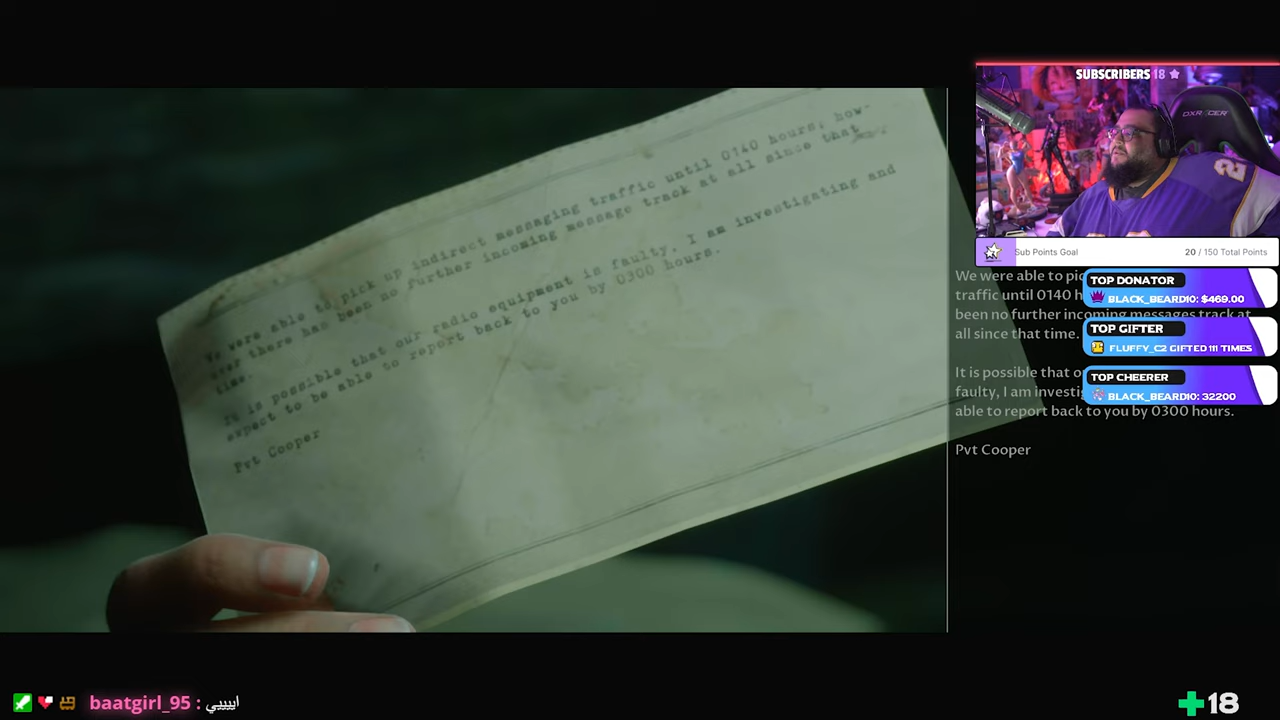 SUBSCRIBERS 18
DXRACER
2
Sub Points Goal 20 / 150 Total Points
TOP DONATOR
BLACK_BEARD10: $469.00
TOP GIFTER
FLUFFY_C2 GIFTED 111 TIMES
TOP CHEERER
BLACK_BEARD10: 32200
We were able to pick up indirect messaging traffic until 0140 hours; how-
ever there has been no further incoming message track at all since that
time.
It is possible that our radio equipment is faulty. I am investigating and
expect to be able to report back to you by 0300 hours.
Pvt Cooper
We were able to
traffic until 0140
been no further incoming messages track at
all since that time.
It is possible that
faulty, I am
able to report back to you by 0300 hours.
Pvt Cooper
baatgirl_95 : اييييي
+18